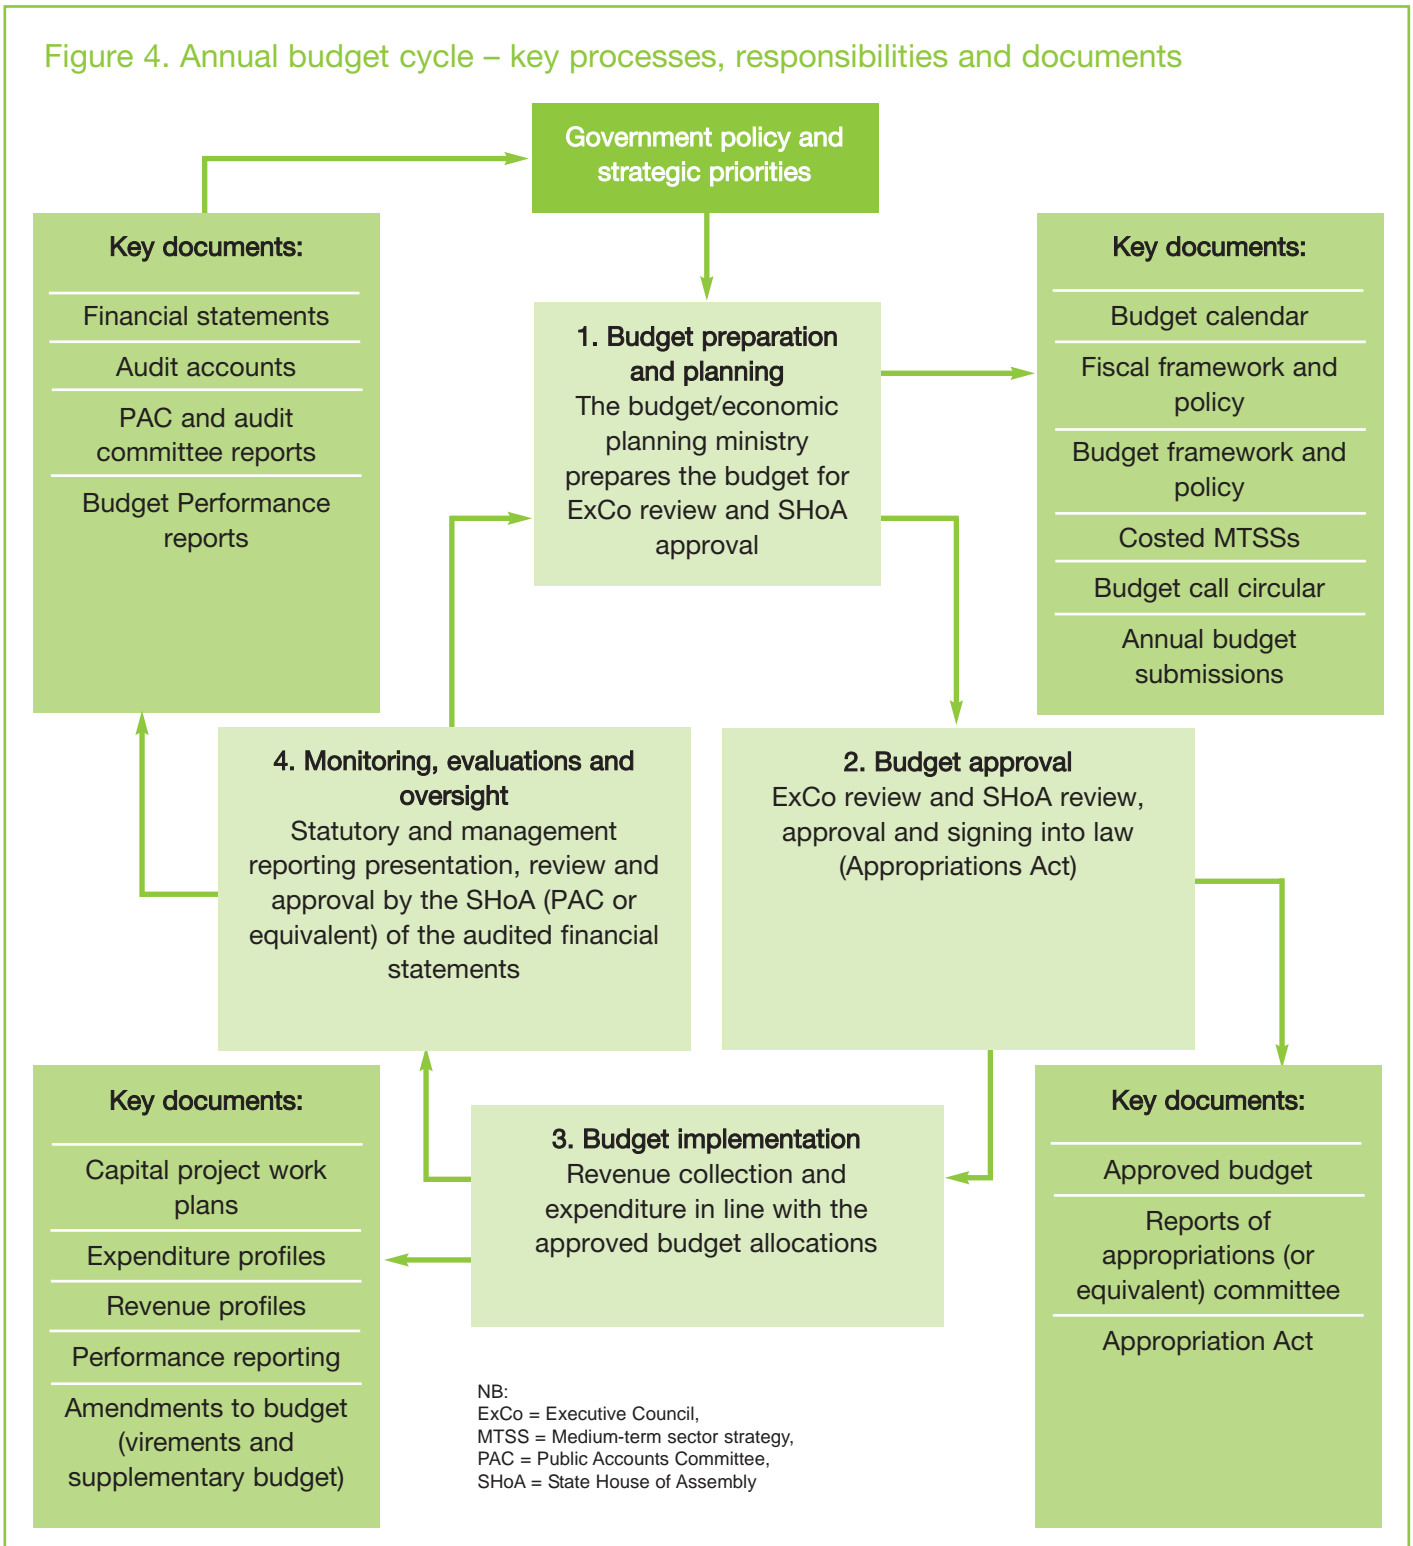 Figure 4. Annual budget cycle – key processes, responsibilities and documents
Government policy and
strategic priorities
Key documents:
Financial statements
Audit accounts
PAC and audit
committee reports
Budget Performance
reports
1. Budget preparation
and planning
The budget/economic
planning ministry
prepares the budget for
ExCo review and SHoA
approval
Key documents:
Budget calendar
Fiscal framework and
policy
Budget framework and
policy
Costed MTSSs
Budget call circular
Annual budget
submissions
4. Monitoring, evaluations and
oversight
Statutory and management
reporting presentation, review and
approval by the SHoA (PAC or
equivalent) of the audited financial
statements
2. Budget approval
ExCo review and SHoA review,
approval and signing into law
(Appropriations Act)
Key documents:
Capital project work
plans
Expenditure profiles
Revenue profiles
Performance reporting
Amendments to budget
(virements and
supplementary budget)
3. Budget implementation
Revenue collection and
expenditure in line with the
approved budget allocations
Key documents:
Approved budget
Reports of
appropriations (or
equivalent) committee
Appropriation Act
NB:
ExCo = Executive Council,
MTSS = Medium-term sector strategy,
PAC = Public Accounts Committee,
SHoA = State House of Assembly